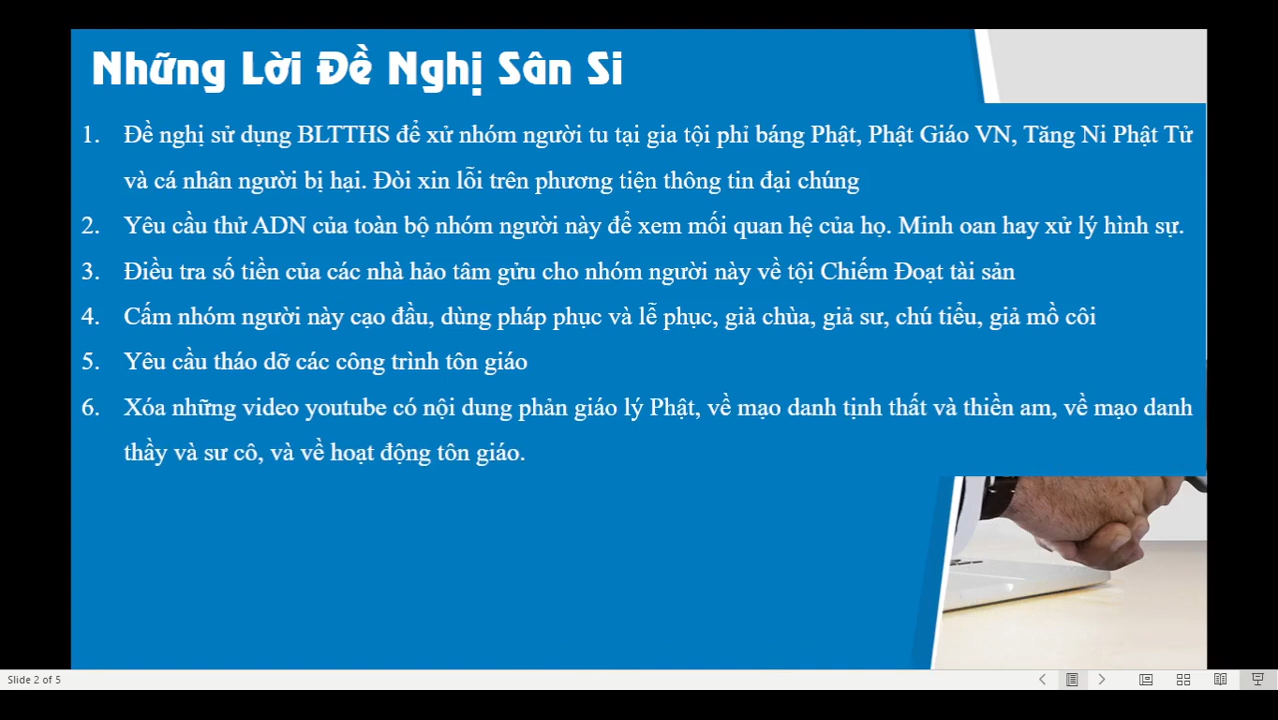 Những Lời Đề Nghị Sân Si
1. Đề nghị sử dụng BLTTHS để xử nhóm người tu tại gia tội phỉ báng Phật, Phật Giáo VN, Tăng Ni Phật Tử
và cá nhân người bị hại. Đòi xin lỗi trên phương tiện thông tin đại chúng
2. Yêu cầu thử ADN của toàn bộ nhóm người này để xem mối quan hệ của họ. Minh oan hay xử lý hình sự.
3. Điều tra số tiền của các nhà hảo tâm gửu cho nhóm người này về tội Chiếm Đoạt tài sản
4. Cấm nhóm người này cạo đầu, dùng pháp phục và lễ phục, giả chùa, giả sư, chú tiểu, giả mồ côi
5. Yêu cầu tháo dỡ các công trình tôn giáo
6. Xóa những video youtube có nội dung phản giáo lý Phật, về mạo danh tịnh thất và thiền am, về mạo danh
thầy và sư cô, và về hoạt động tôn giáo.
Slide 2 of 5